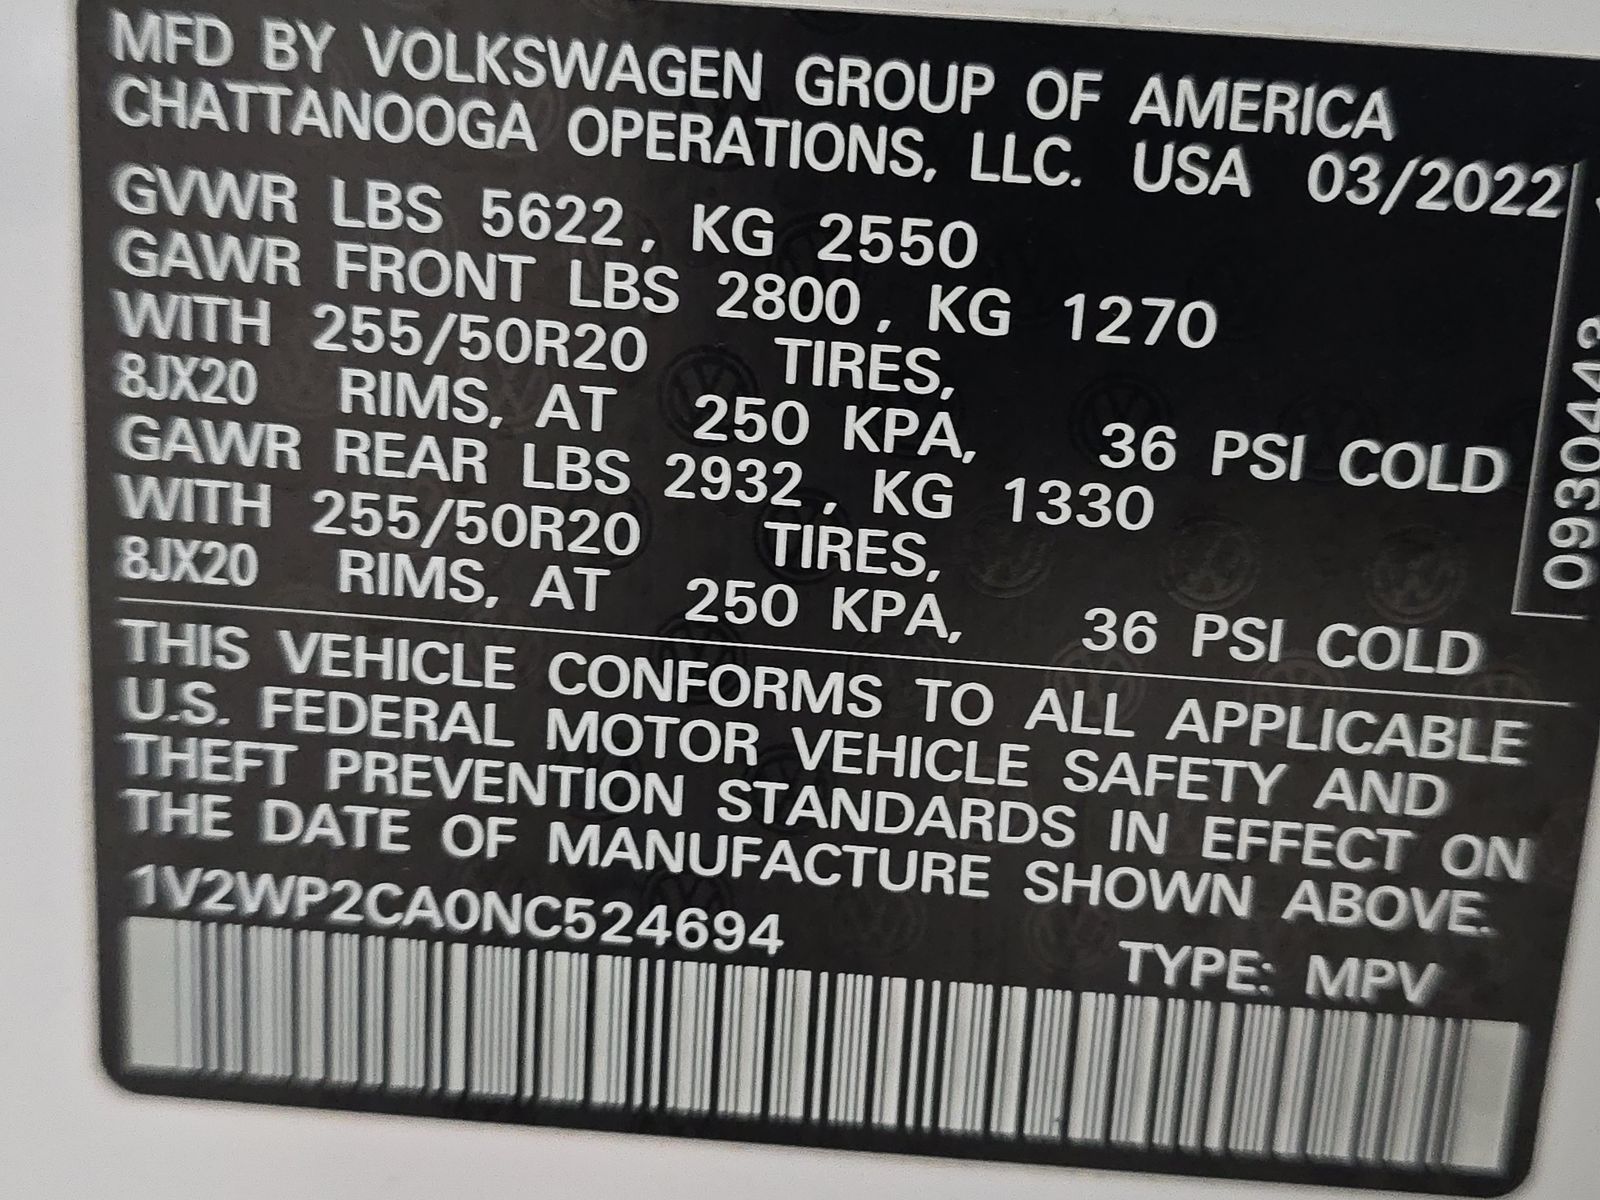 MFD BY VOLKSWAGEN GROUP OF AMERICA
CHATTANOOGA OPERATIONS, LLC. USA 03/2022
GVWR LBS 5622, KG 2550
GAWR FRONT LBS 2800, KG 1270
WITH 255/50R20 TIRES,
8JX20 RIMS, AT 250 KPA, 36 PSI COLD
GAWR REAR LBS 2932, KG 1330
WITH 255/50R20 TIRES,
8JX20 RIMS, AT 250 KPA, 36 PSI COLD
THIS VEHICLE CONFORMS TO ALL APPLICABLE
U.S. FEDERAL MOTOR VEHICLE SAFETY AND
THEFT PREVENTION STANDARDS IN EFFECT ON
THE DATE OF MANUFACTURE SHOWN ABOVE.
1V2WP2CA0NC524694
TYPE: MPV